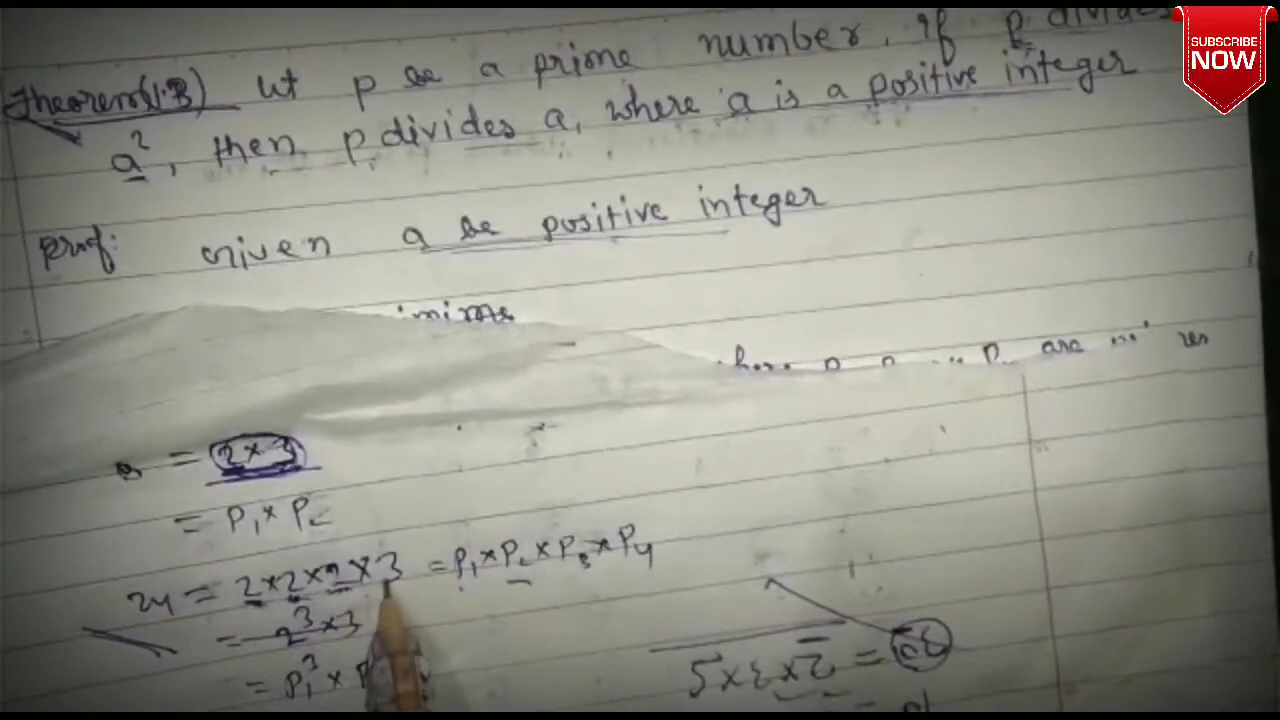 Theorem(1.3) Let p be a prime number. If p divides
a², then p divides a, where a is a positive integer
Proof: Given a be positive integer
are
= 2 × 3
= P₁ × P₂
24 = 2×2×2×3 = P₁×P₂×P₃×P₄
= 2³×3
= P₁³ × P
30 = 2×3×5
SUBSCRIBE
NOW